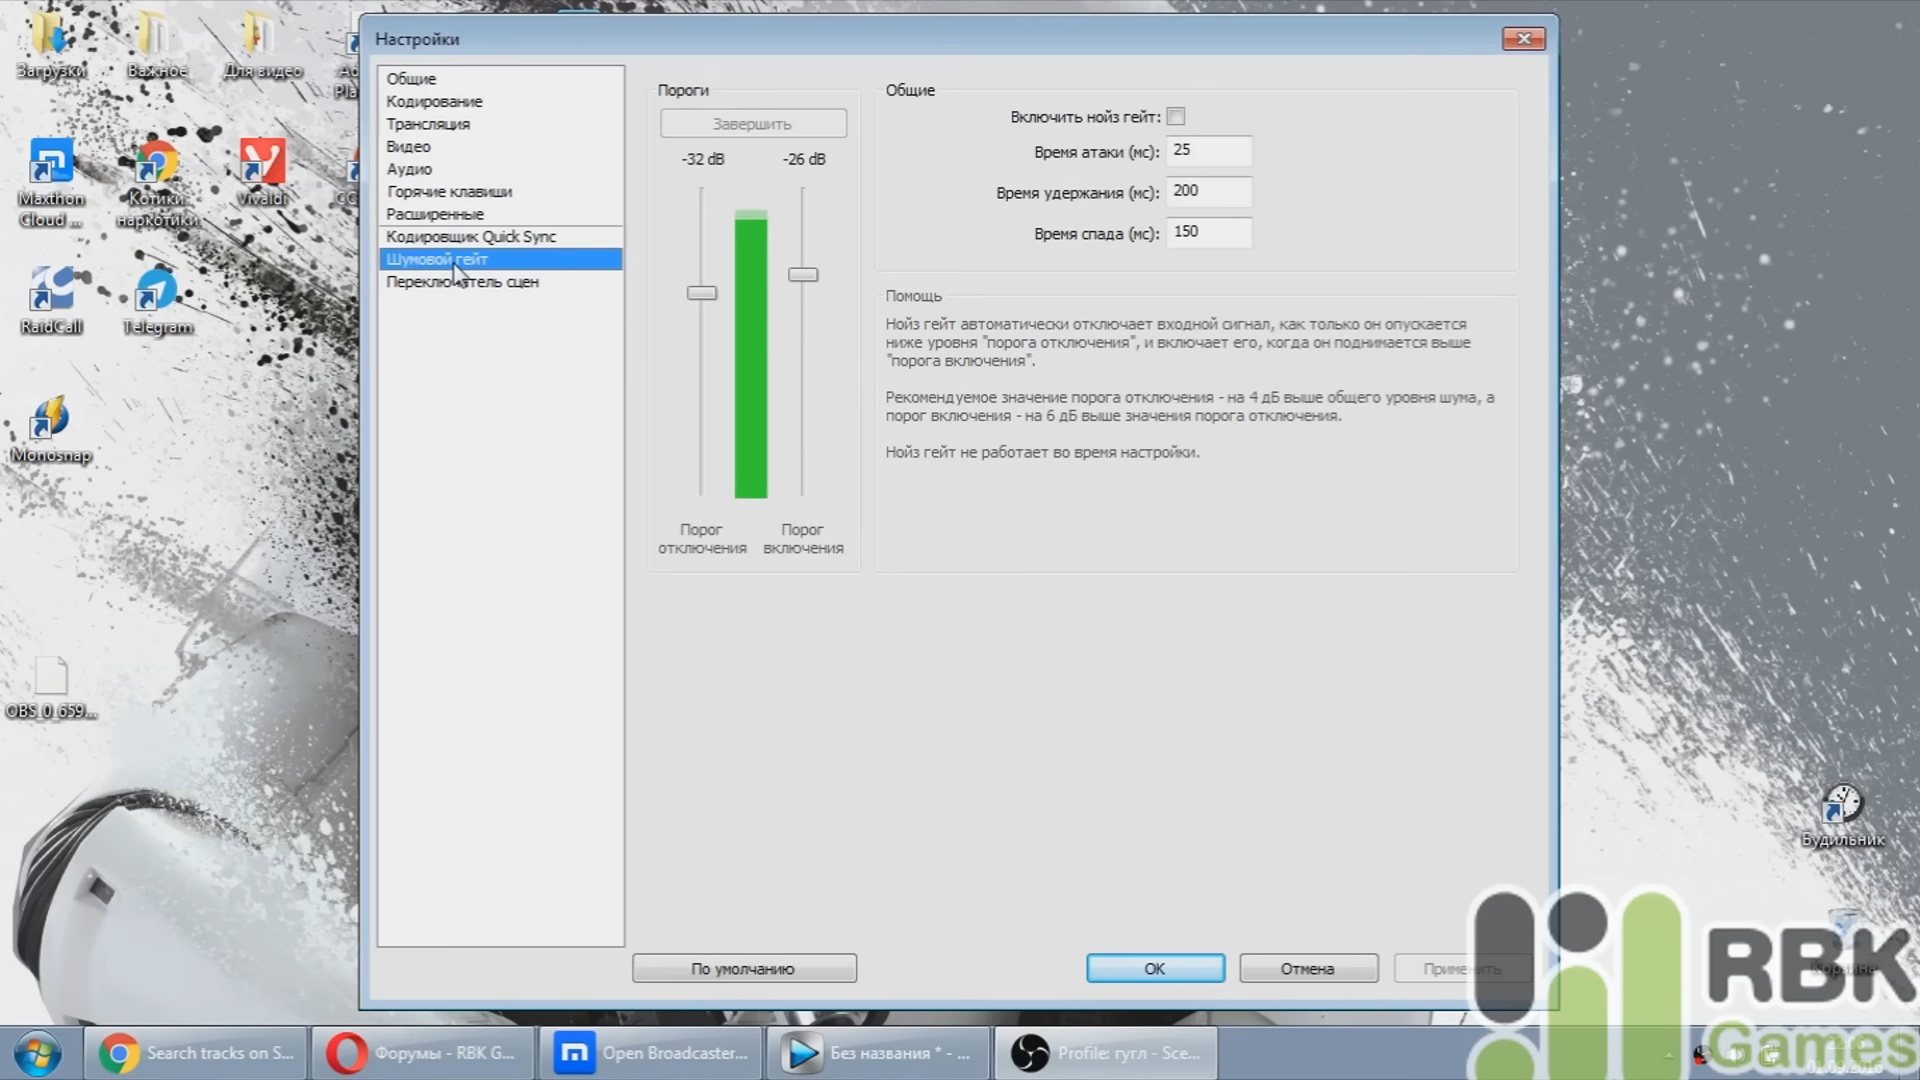 Загрузки
Важное
Для видео
Настройки
Общие
Кодирование
Трансляция
Видео
Аудио
Горячие клавиши
Расширенные
Кодировщик Quick Sync
Шумовой гейт
Переключатель сцен
Пороги
Завершить
-32 dB
-26 dB
Порог отключения
Порог включения
Общие
Включить нойз гейт:
Время атаки (мс): 25
Время удержания (мс): 200
Время спада (мс): 150
Помощь
Нойз гейт автоматически отключает входной сигнал, как только он опускается
ниже уровня "порога отключения", и включает его, когда он поднимается выше
"порога включения".
Рекомендуемое значение порога отключения - на 4 дБ выше общего уровня шума, а
порог включения - на 6 дБ выше значения порога отключения.
Нойз гейт не работает во время настройки.
По умолчанию
OK
Отмена
Применить
Maxthon
Cloud ...
Котики
наркотики
Vivaldi
RaidCall
Telegram
Monosnap
OBS_0_659...
Будильник
Корзина
RBK
Games
Search tracks on S...
Форумы - RBK G...
Open Broadcaster...
Без названия * - ...
Profile: гугл - Sce...
01.09.2016